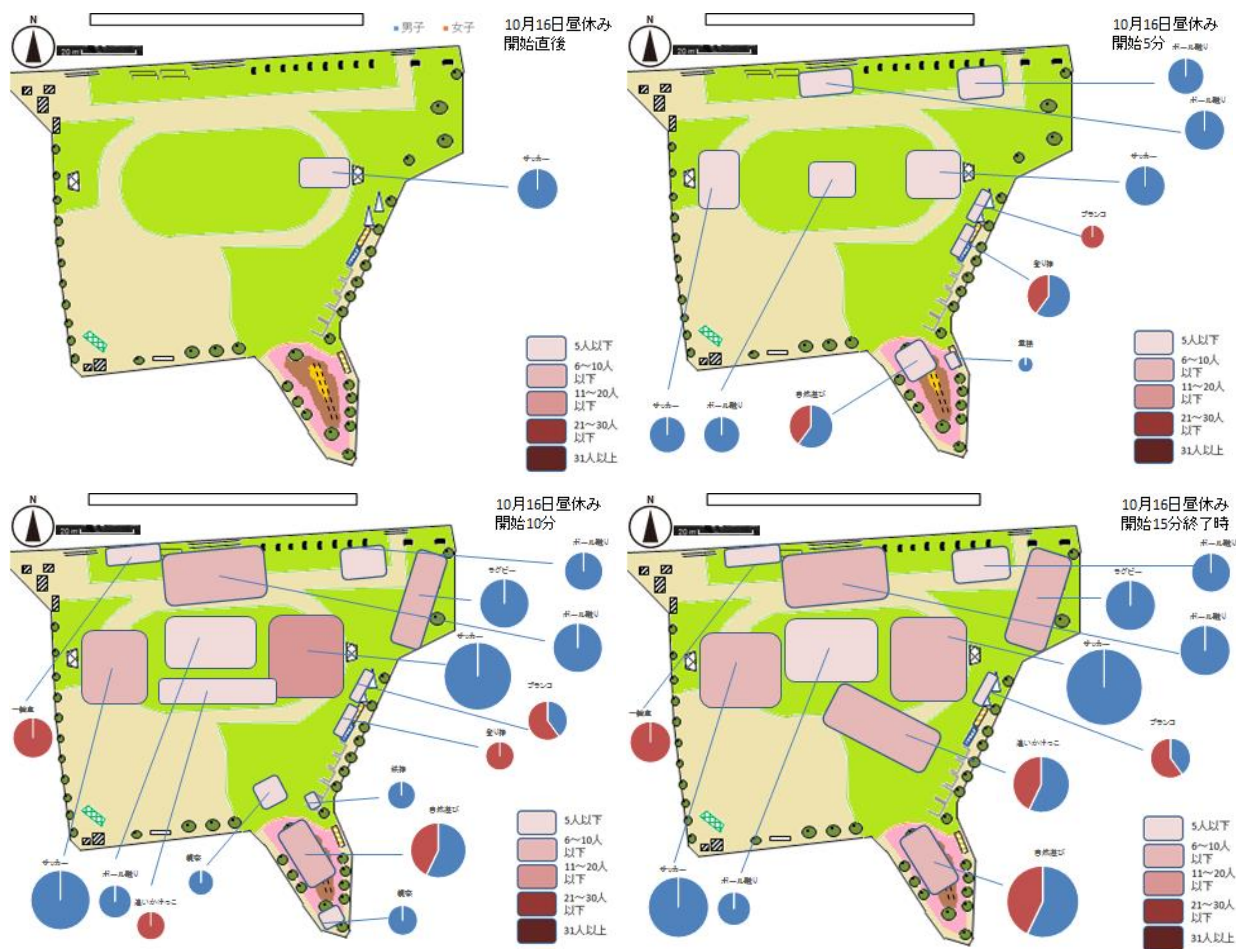 N
20 m
男子 女子
10月16日昼休み
開始直後
サッカー
5人以下
6~10人
以下
11~20人
以下
21~30人
以下
31人以上
N
20 m
10月16日昼休み
開始5分
ボール蹴り
ボール蹴り
サッカー
ブランコ
登り棒
自然遊び
サッカー
ボール蹴り
5人以下
6~10人
以下
11~20人
以下
21~30人
以下
31人以上
N
20 m
10月16日昼休み
開始10分
ボール蹴り
ラグビー
ボール蹴り
サッカー
ブランコ
一輪車
登り棒
鉄棒
自然遊び
サッカー
ボール蹴り
追いかけっこ
観察
観察
5人以下
6~10人
以下
11~20人
以下
21~30人
以下
31人以上
N
20 m
10月16日昼休み
開始15分終了時
ボール蹴り
ラグビー
ボール蹴り
サッカー
一輪車
ブランコ
追いかけっこ
自然遊び
サッカー
ボール蹴り
5人以下
6~10人
以下
11~20人
以下
21~30人
以下
31人以上